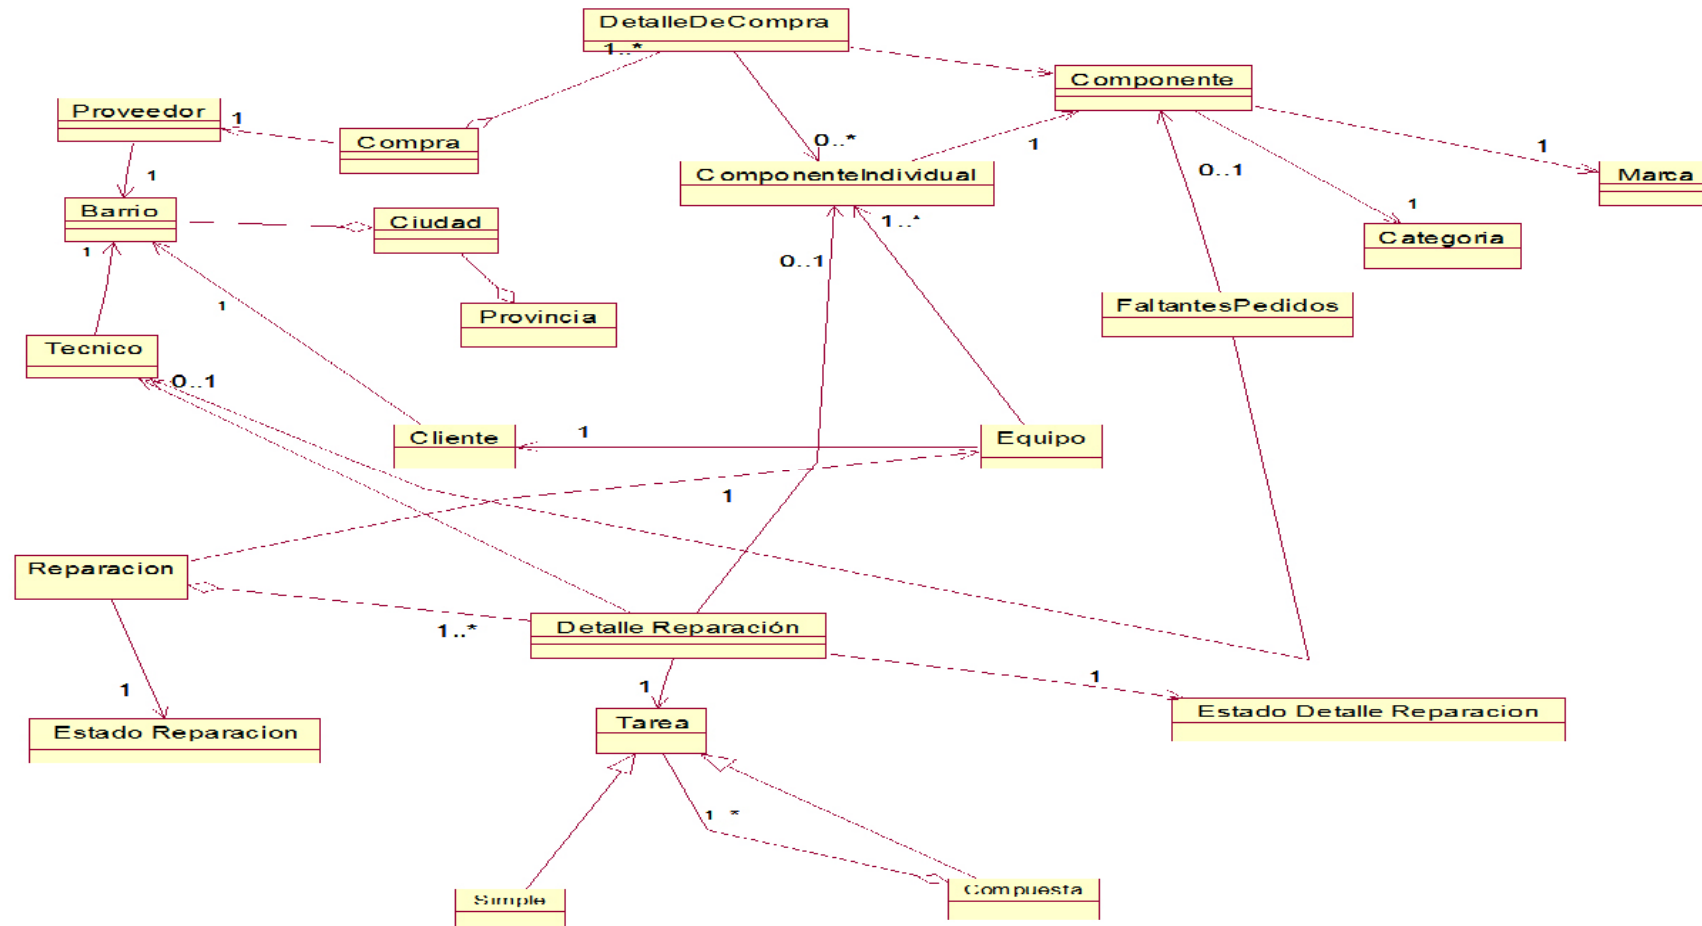 DetalleDeCompra
1..*
Componente
Proveedor
1
Compra
0..*
1
1
ComponenteIndividual
0..1
Marca
1
Barrio
Ciudad
1..*
1
Categoria
1
0..1
Provincia
FaltantesPedidos
1
Tecnico
0..1
Cliente
1
Equipo
1
Reparacion
1..*
Detalle Reparación
1
1
1
Estado Reparacion
Tarea
Estado Detalle Reparacion
1 *
Simple
Compuesta